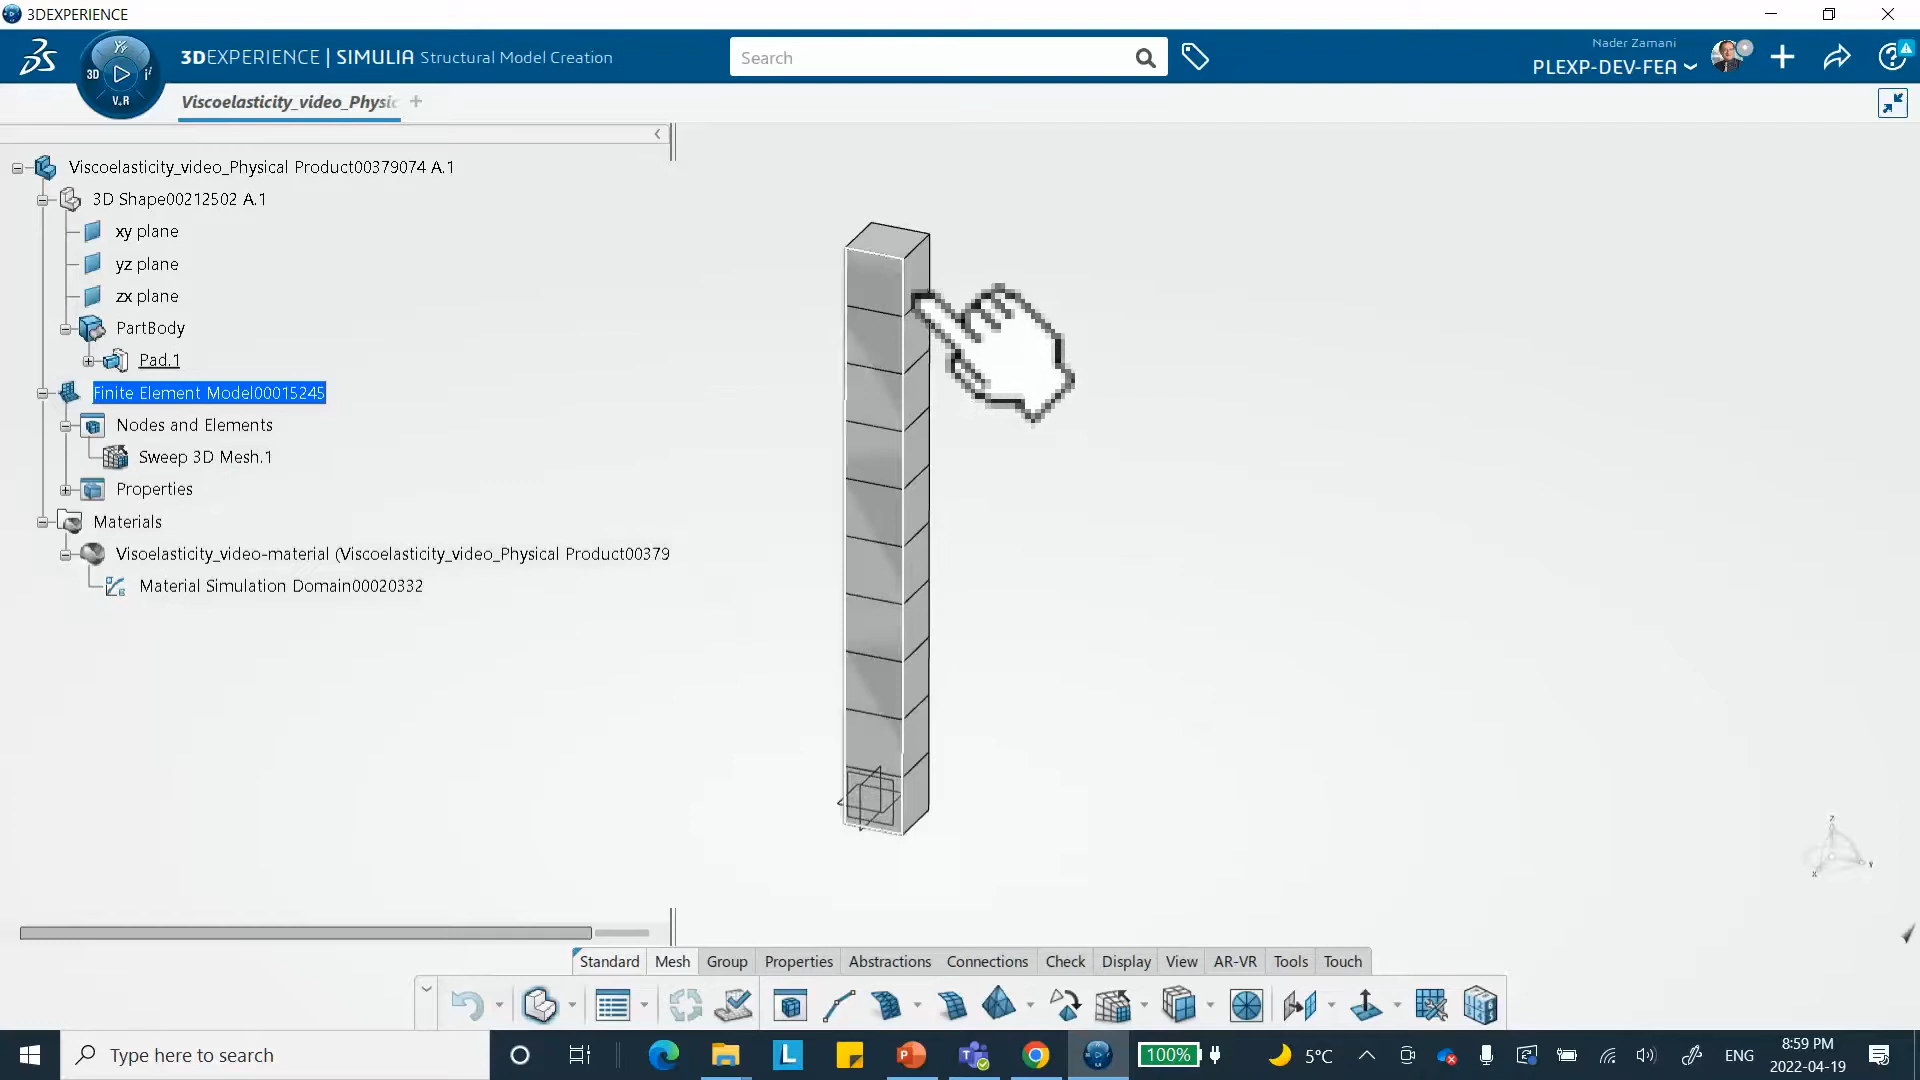 3DEXPERIENCE
3DEXPERIENCE | SIMULIA Structural Model Creation
Search
Nader Zamani
PLEXP-DEV-FEA
3D
V.R
Viscoelasticity_video_Physic
Viscoelasticity_video_Physical Product00379074 A.1
3D Shape00212502 A.1
xy plane
yz plane
zx plane
PartBody
Pad.1
Finite Element Model00015245
Nodes and Elements
Sweep 3D Mesh.1
Properties
Materials
Visoelasticity_video-material (Viscoelasticity_video_Physical Product00379
Material Simulation Domain00020332
Standard Mesh Group Properties Abstractions Connections Check Display View AR-VR Tools Touch
Type here to search
100%
5°C
ENG
8:59 PM
2022-04-19